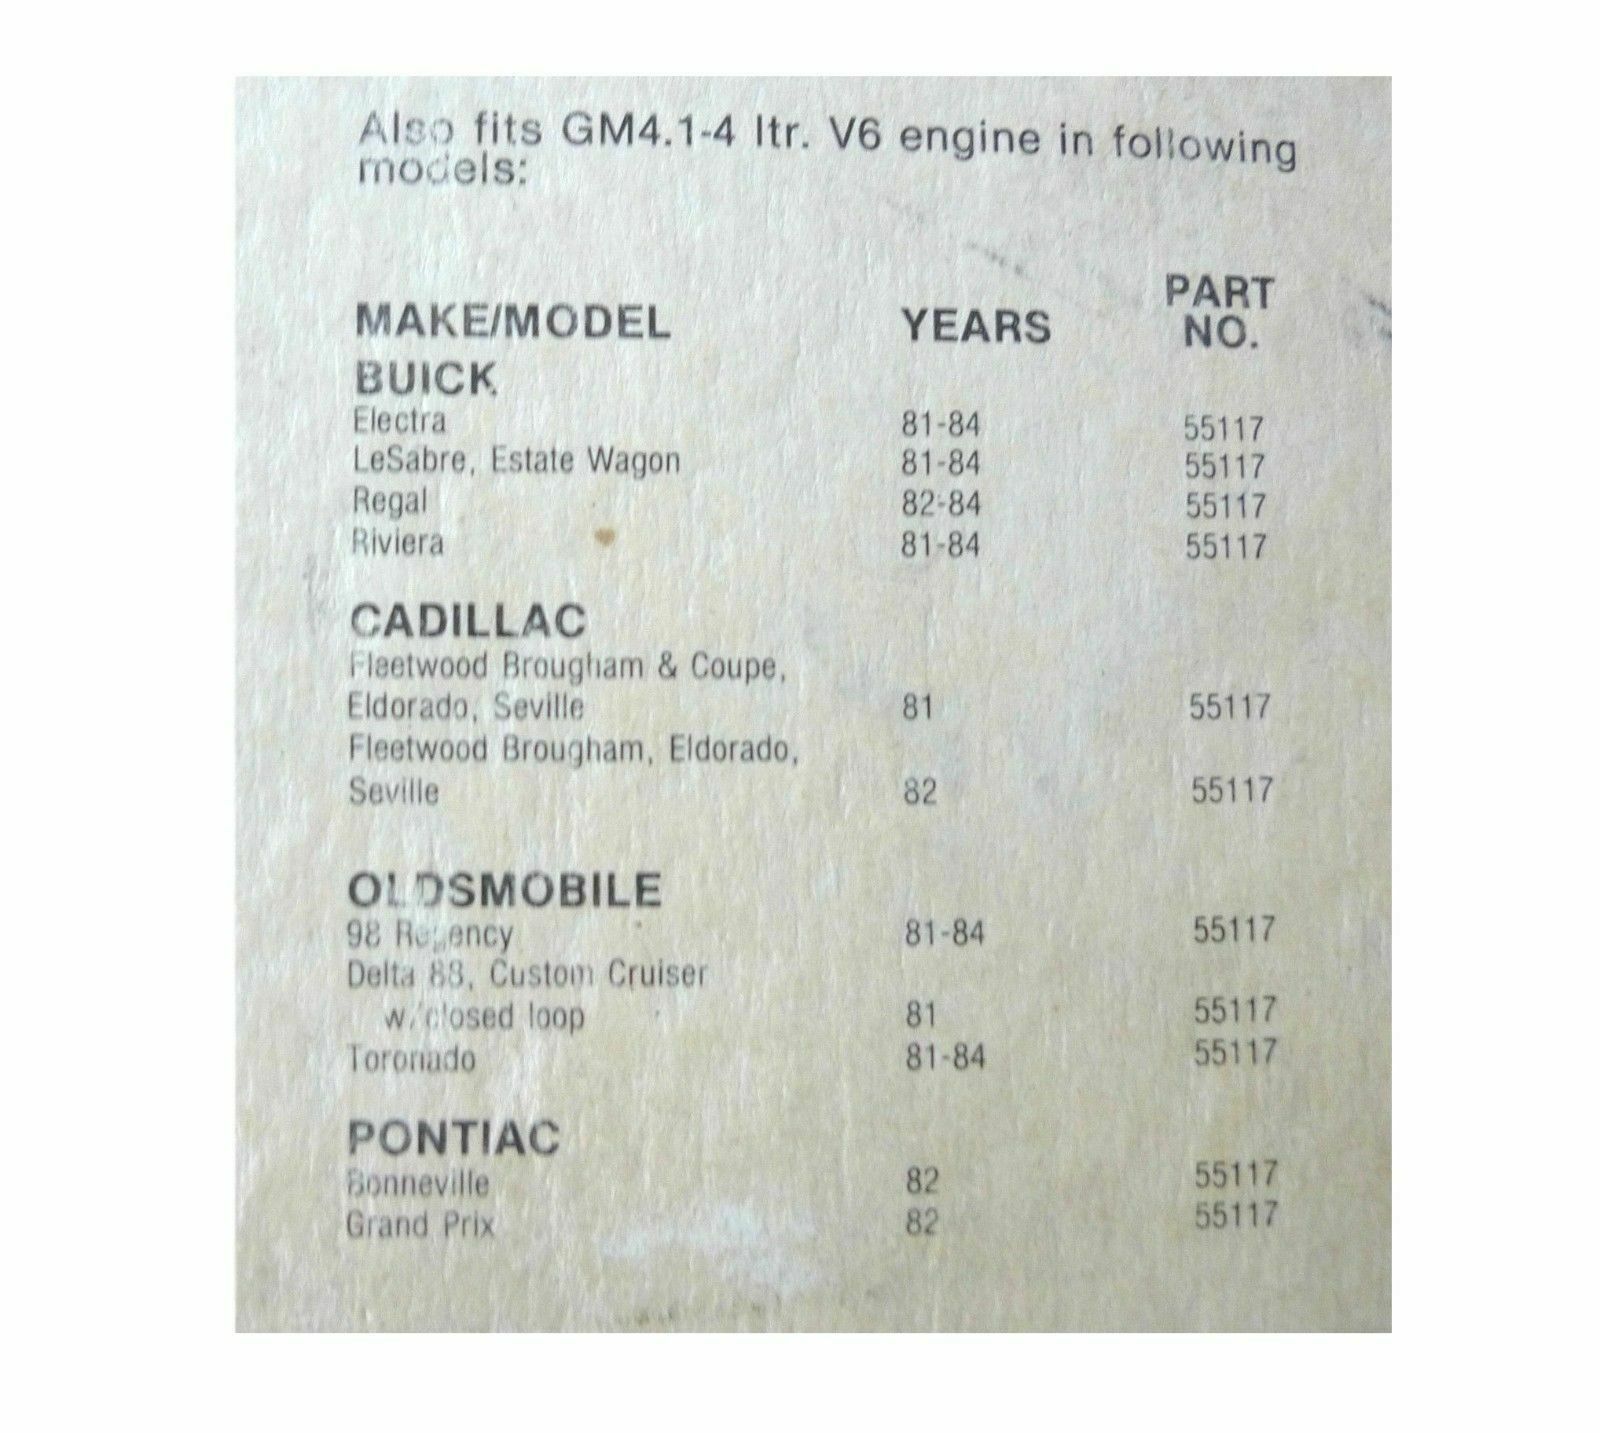 Also fits GM4.1-4 ltr. V6 engine in following
models:
MAKE/MODEL YEARS PART NO.
BUICK
Electra 81-84 55117
LeSabre, Estate Wagon 81-84 55117
Regal 82-84 55117
Riviera 81-84 55117
CADILLAC
Fleetwood Brougham & Coupe,
Eldorado, Seville 81 55117
Fleetwood Brougham, Eldorado,
Seville 82 55117
OLDSMOBILE
98 Regency 81-84 55117
Delta 88, Custom Cruiser
w/closed loop 81 55117
Toronado 81-84 55117
PONTIAC
Bonneville 82 55117
Grand Prix 82 55117